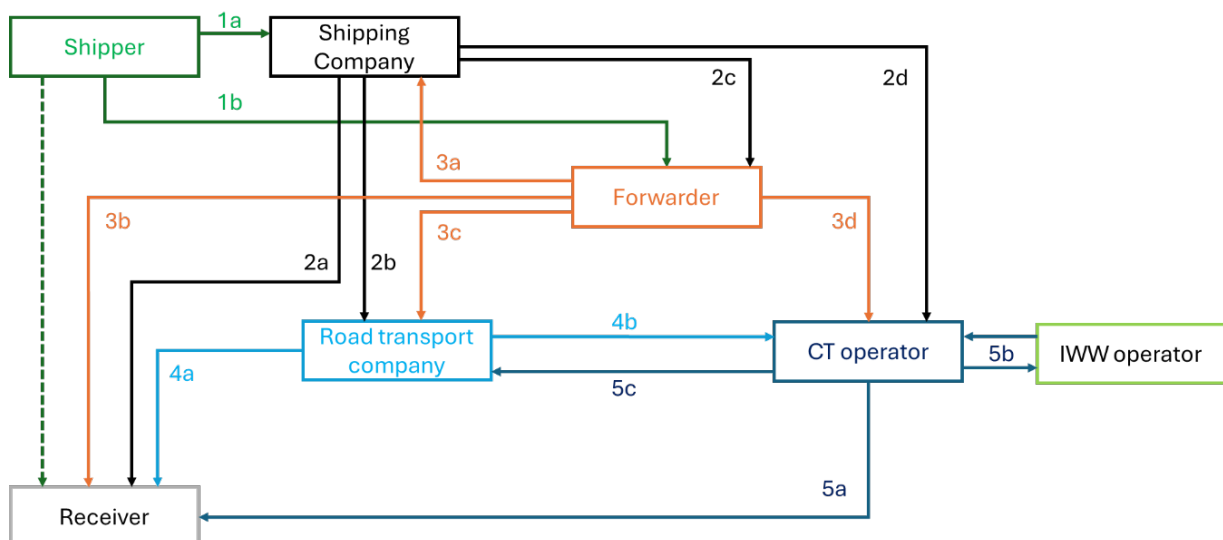 1a
Shipper
Shipping
Company
2c
2d
1b
3a
Forwarder
3b
3c
3d
2a
2b
Road transport
company
4b
CT operator
5b
IWW operator
4a
5c
5a
Receiver